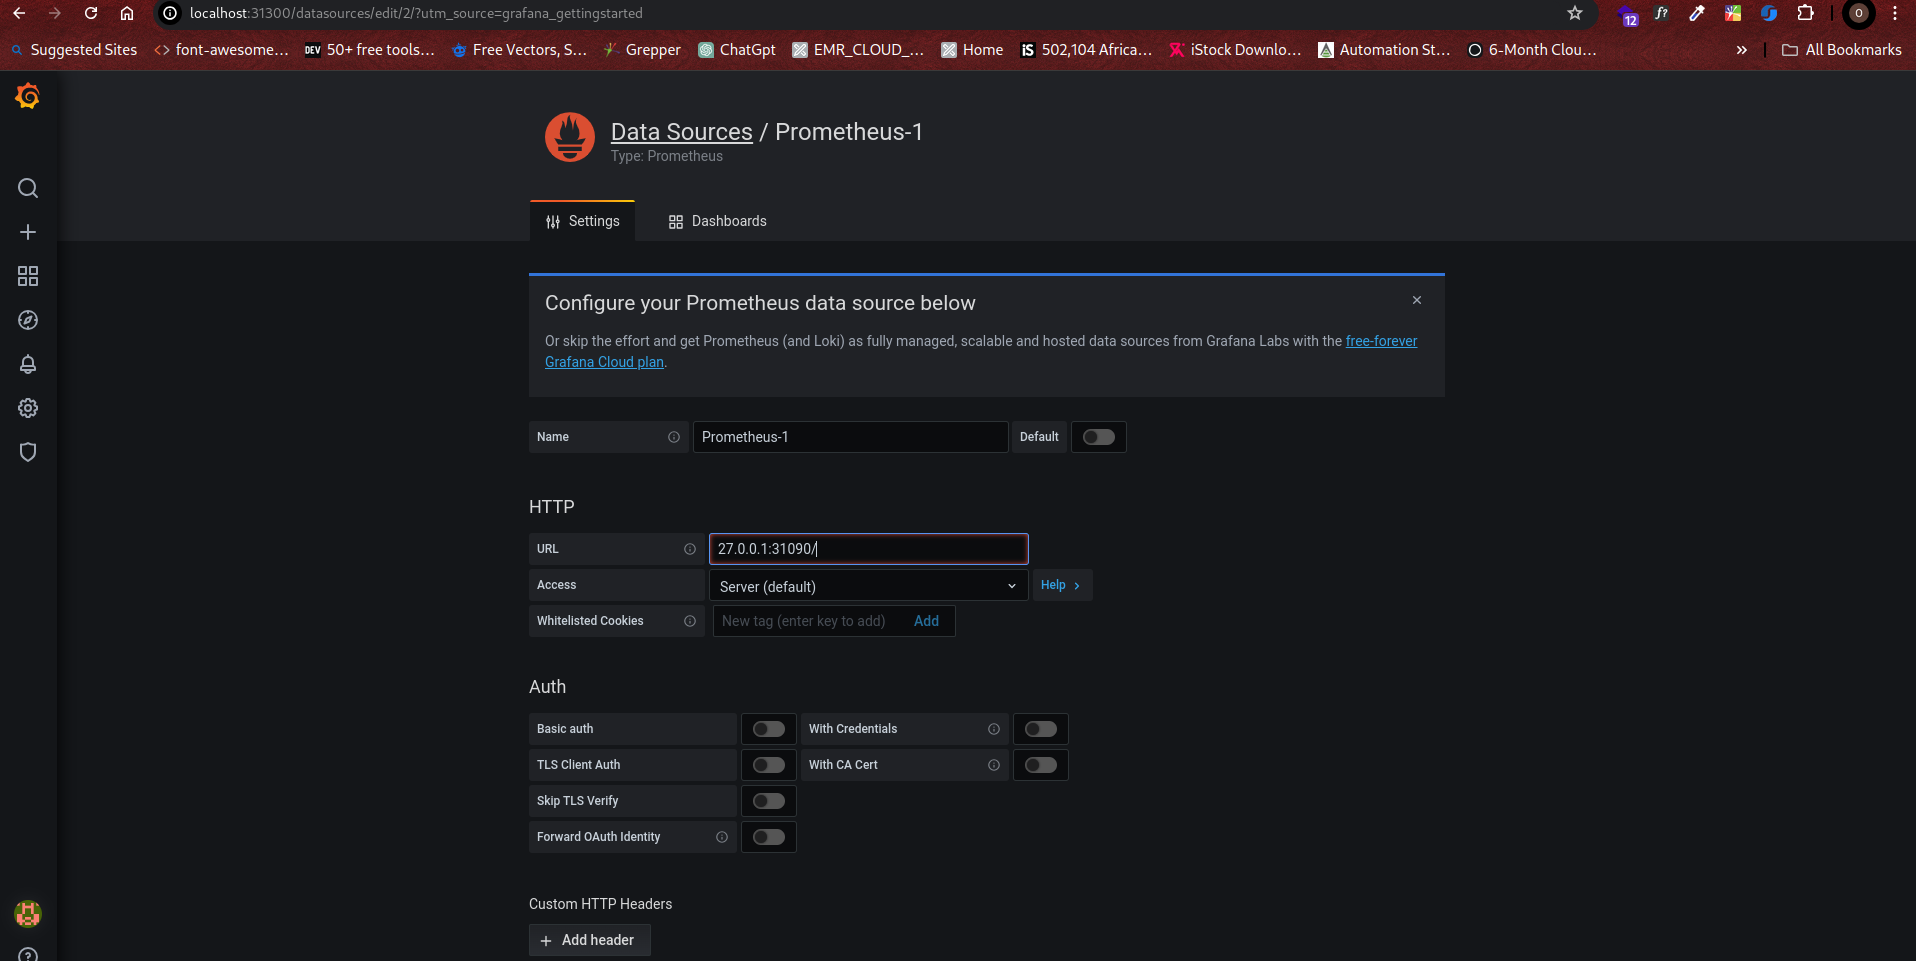 localhost:31300/datasources/edit/2/?utm_source=grafana_gettingstarted
12
f?
O
Suggested Sites
<> font-awesome…
DEV 50+ free tools…
Free Vectors, S…
Grepper
ChatGpt
EMR_CLOUD_…
Home
iS 502,104 Africa…
iStock Downlo…
Automation St…
6-Month Clou…
»
All Bookmarks
Data Sources / Prometheus-1
Type: Prometheus
Settings
Dashboards
Configure your Prometheus data source below
Or skip the effort and get Prometheus (and Loki) as fully managed, scalable and hosted data sources from Grafana Labs with the free-forever
Grafana Cloud plan.
Name
Prometheus-1
Default
HTTP
URL
27.0.0.1:31090/
Access
Server (default)
Help
Whitelisted Cookies
New tag (enter key to add)
Add
Auth
Basic auth
With Credentials
TLS Client Auth
With CA Cert
Skip TLS Verify
Forward OAuth Identity
Custom HTTP Headers
+ Add header